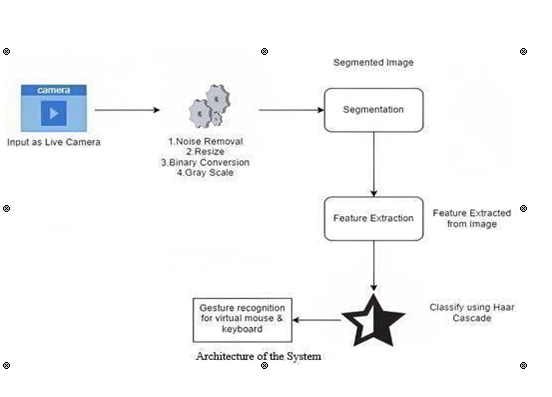 Segmented Image
camera
Segmentation
Input as Live Camera
1.Noise Removal
2.Resize
3.Binary Conversion
4.Gray Scale
Feature Extraction
Feature Extracted
from Image
Gesture recognition
for virtual mouse &
keyboard
Classify using Haar
Cascade
Architecture of the System